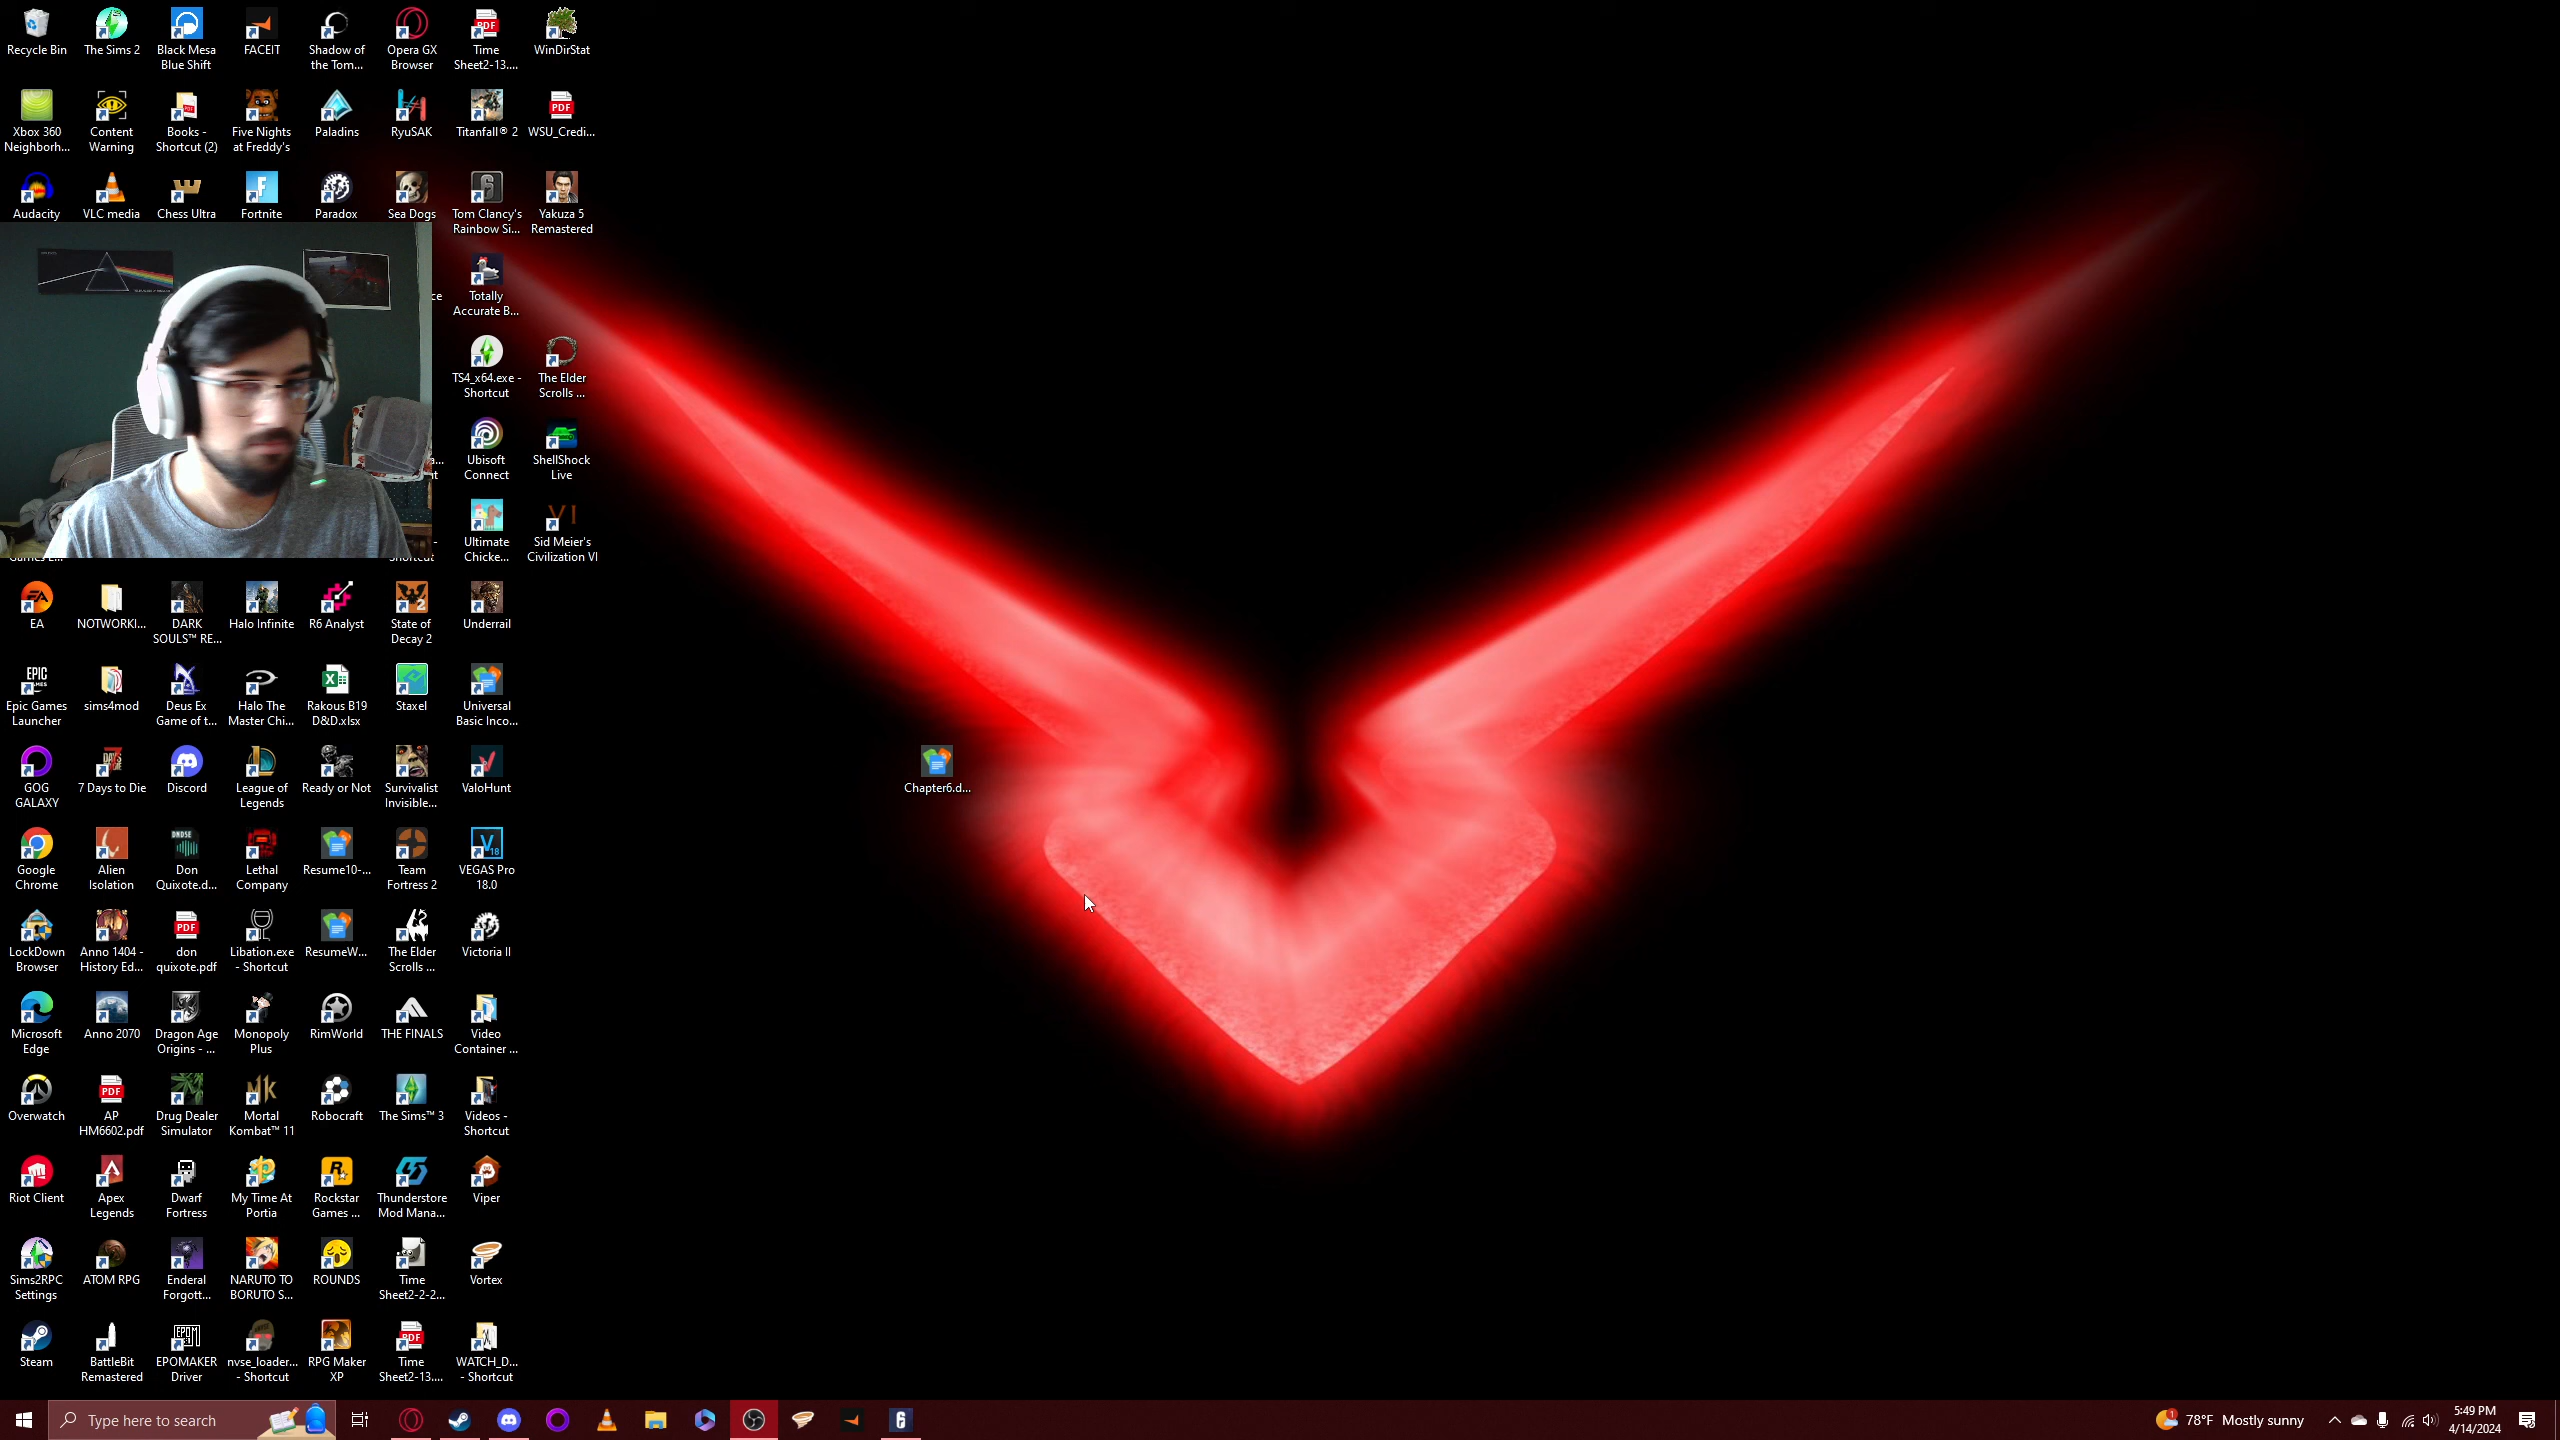 Recycle Bin
The Sims 2
Black Mesa
Blue Shift
FACEIT
Shadow of
the Tom...
Opera GX
Browser
Time
Sheet2-13....
WinDirStat
Xbox 360
Neighborh...
Content
Warning
Books -
Shortcut (2)
Five Nights
at Freddy's
Paladins
RyuSAK
Titanfall® 2
WSU_Credi...
Audacity
VLC media
Chess Ultra
Fortnite
Paradox
Sea Dogs
Tom Clancy's
Rainbow Si...
Yakuza 5
Remastered
Totally
Accurate B...
TS4_x64.exe -
Shortcut
The Elder
Scrolls ...
Ubisoft
Connect
ShellShock
Live
Ultimate
Chicke...
Sid Meier's
Civilization VI
EA
NOTWORKI...
DARK
SOULS™ RE...
Halo Infinite
R6 Analyst
State of
Decay 2
Underrail
Epic Games
Launcher
sims4mod
Deus Ex
Game of t...
Halo The
Master Chi...
Rakous B19
D&D.xlsx
Staxel
Universal
Basic Inco...
GOG
GALAXY
7 Days to Die
Discord
League of
Legends
Ready or Not
Survivalist
Invisible...
ValoHunt
Chapter6.d...
Google
Chrome
Alien
Isolation
Don
Quixote.d...
Lethal
Company
Resume10-...
Team
Fortress 2
VEGAS Pro
18.0
LockDown
Browser
Anno 1404 -
History Ed...
don
quixote.pdf
Libation.exe
- Shortcut
ResumeW...
The Elder
Scrolls ...
Victoria II
Microsoft
Edge
Anno 2070
Dragon Age
Origins - ...
Monopoly
Plus
RimWorld
THE FINALS
Video
Container ...
Overwatch
AP
HM6602.pdf
Drug Dealer
Simulator
Mortal
Kombat™ 11
Robocraft
The Sims™ 3
Videos -
Shortcut
Riot Client
Apex
Legends
Dwarf
Fortress
My Time At
Portia
Rockstar
Games ...
Thunderstore
Mod Mana...
Viper
Sims2RPC
Settings
ATOM RPG
Enderal
Forgott...
NARUTO TO
BORUTO S...
ROUNDS
Time
Sheet2-2-2...
Vortex
Steam
BattleBit
Remastered
EPOMAKER
Driver
nvse_loader...
- Shortcut
RPG Maker
XP
Time
Sheet2-13....
WATCH_D...
- Shortcut
Type here to search
78°F Mostly sunny
5:49 PM
4/14/2024